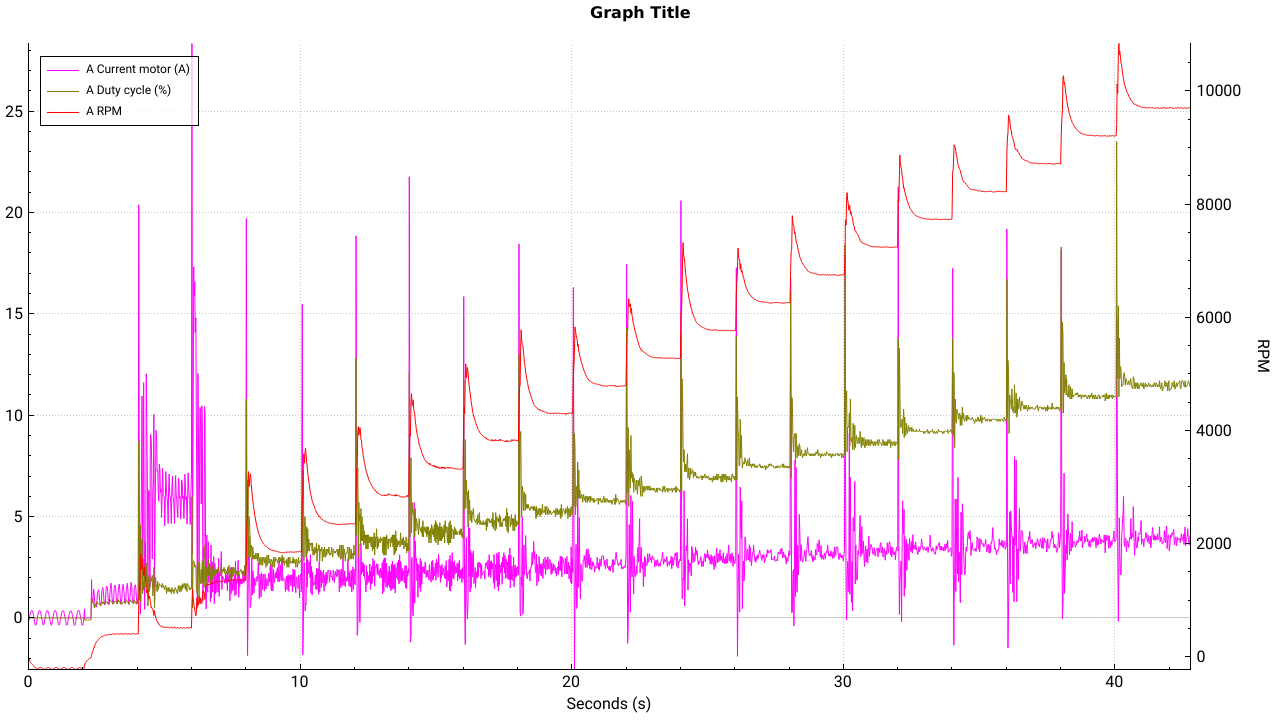 Graph Title
A Current motor (A)
A Duty cycle (%)
A RPM
25
20
15
10
5
0
10000
8000
6000
4000
2000
0
RPM
0
10
20
30
40
Seconds (s)